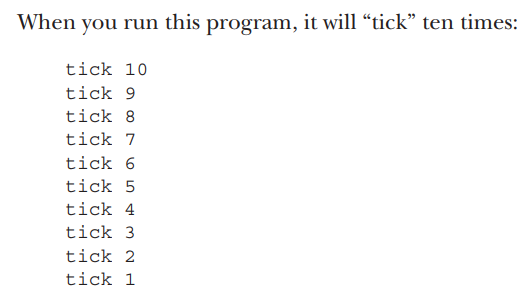 When you run this program, it will “tick” ten times:
tick 10
tick 9
tick 8
tick 7
tick 6
tick 5
tick 4
tick 3
tick 2
tick 1